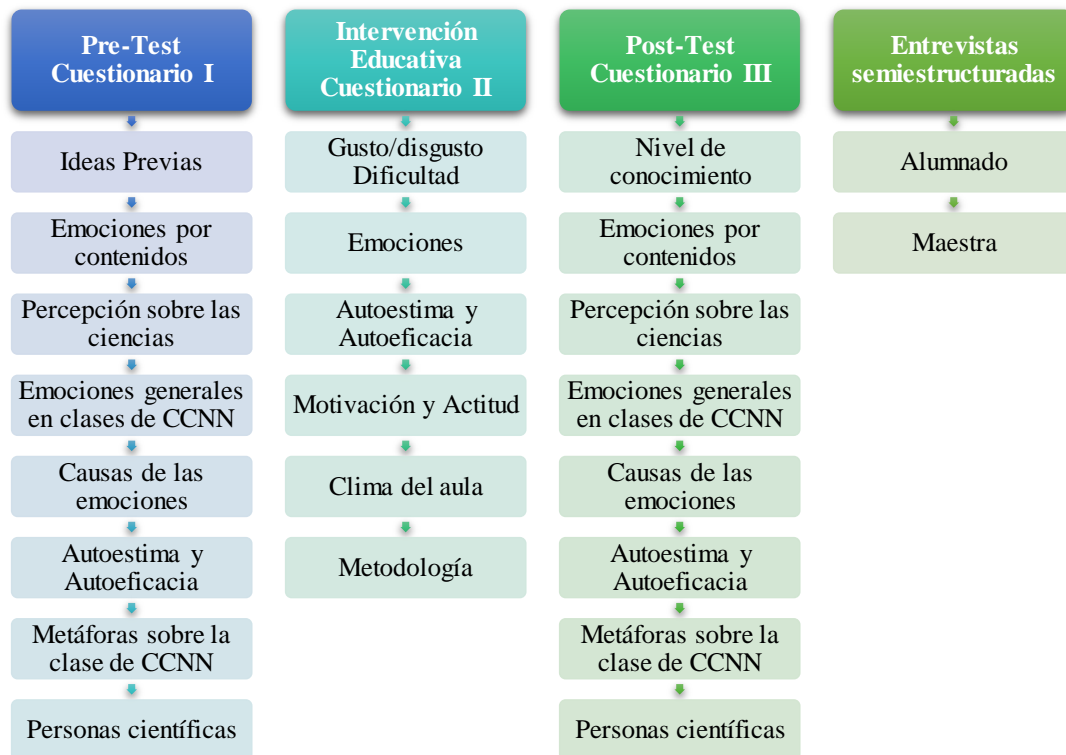 Pre-Test
Cuestionario I
Ideas Previas
Emociones por
contenidos
Percepción sobre las
ciencias
Emociones generales
en clases de CCNN
Causas de las
emociones
Autoestima y
Autoeficacia
Metáforas sobre la
clase de CCNN
Personas científicas
Intervención
Educativa
Cuestionario II
Gusto/disgusto
Dificultad
Emociones
Autoestima y
Autoeficacia
Motivación y Actitud
Clima del aula
Metodología
Post-Test
Cuestionario III
Nivel de
conocimiento
Emociones por
contenidos
Percepción sobre las
ciencias
Emociones generales
en clases de CCNN
Causas de las
emociones
Autoestima y
Autoeficacia
Metáforas sobre la
clase de CCNN
Personas científicas
Entrevistas
semiestructuradas
Alumnado
Maestra